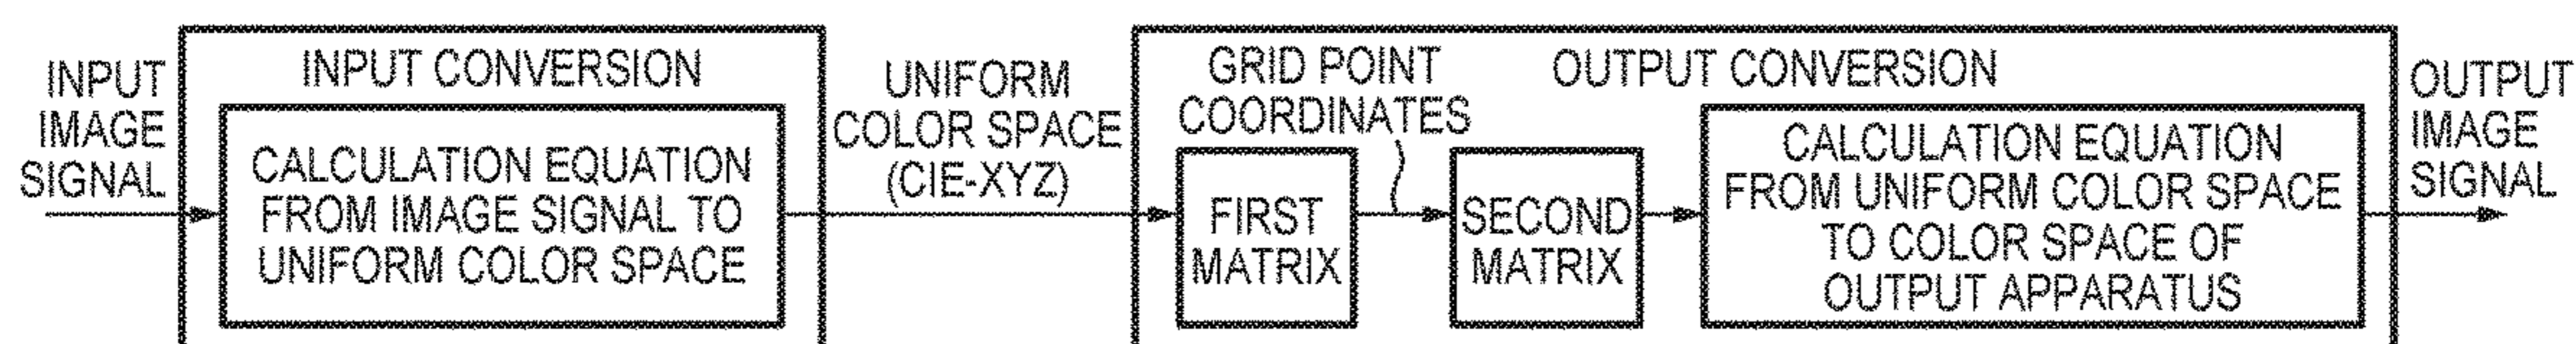 INPUT
IMAGE
SIGNAL
INPUT CONVERSION
CALCULATION EQUATION
FROM IMAGE SIGNAL TO
UNIFORM COLOR SPACE
UNIFORM
COLOR SPACE
(CIE-XYZ)
GRID POINT
COORDINATES
OUTPUT CONVERSION
FIRST
MATRIX
SECOND
MATRIX
CALCULATION EQUATION
FROM UNIFORM COLOR SPACE
TO COLOR SPACE OF
OUTPUT APPARATUS
OUTPUT
IMAGE
SIGNAL